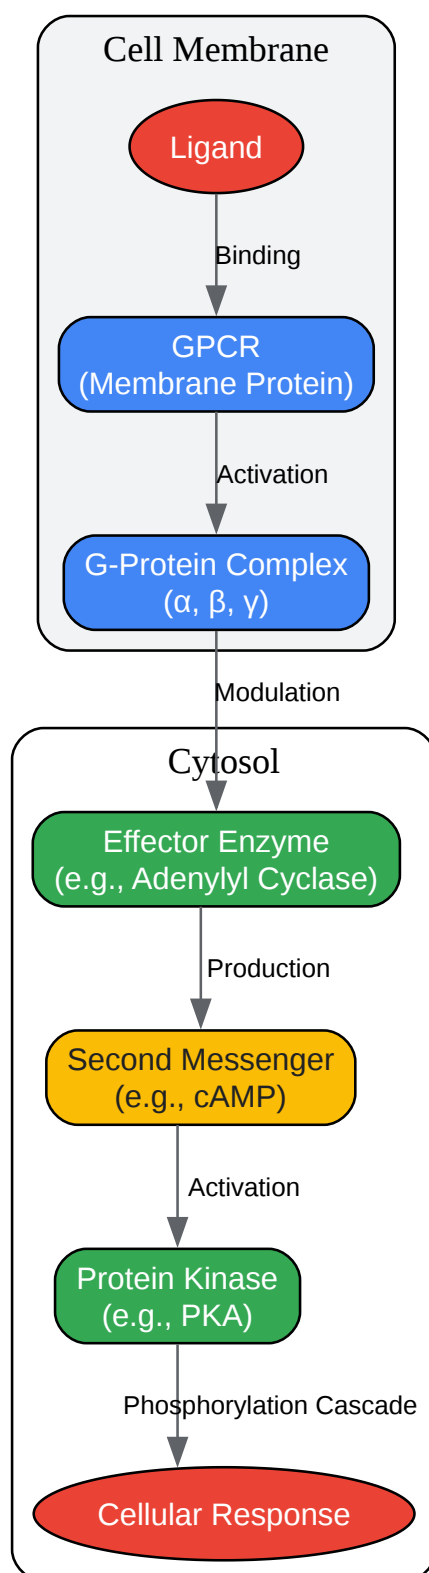 Cell Membrane
Ligand
Binding
GPCR
(Membrane Protein)
Activation
G-Protein Complex
(α, β, γ)
Modulation
Cytosol
Effector Enzyme
(e.g., Adenylyl Cyclase)
Production
Second Messenger
(e.g., cAMP)
Activation
Protein Kinase
(e.g., PKA)
Phosphorylation Cascade
Cellular Response